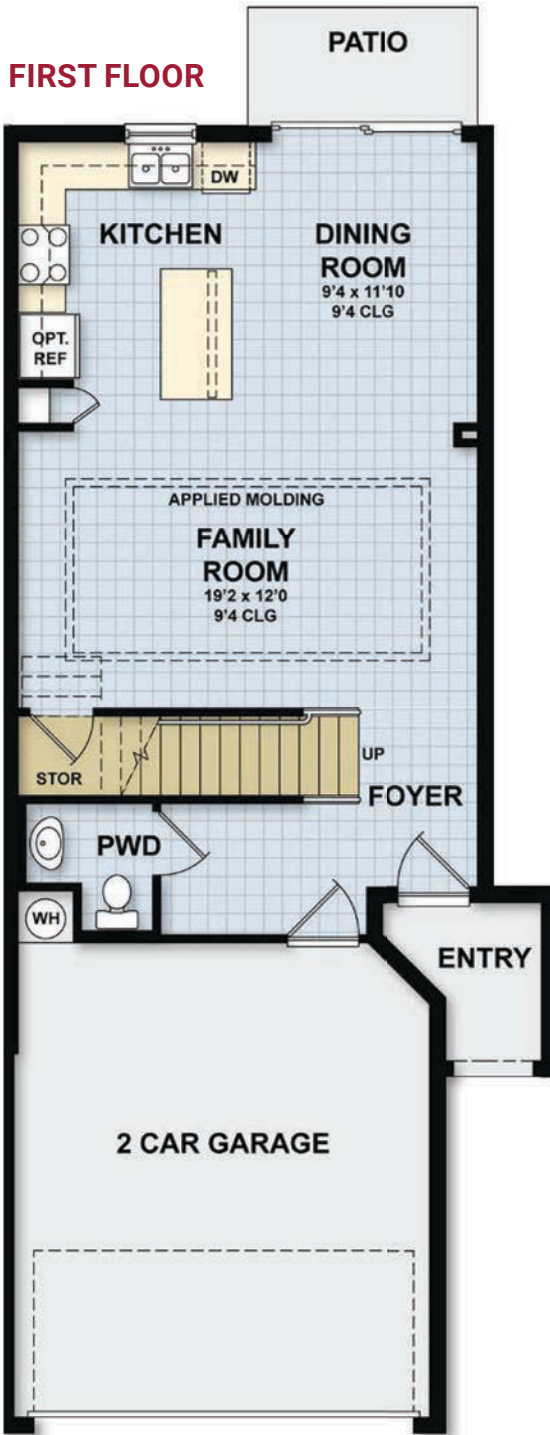 PATIO
FIRST FLOOR
DW
KITCHEN
DINING
ROOM
9'4 x 11'10
9'4 CLG
OPT.
REF
APPLIED MOLDING
FAMILY
ROOM
19'2 x 12'0
9'4 CLG
UP
STOR
FOYER
PWD
WH
ENTRY
2 CAR GARAGE